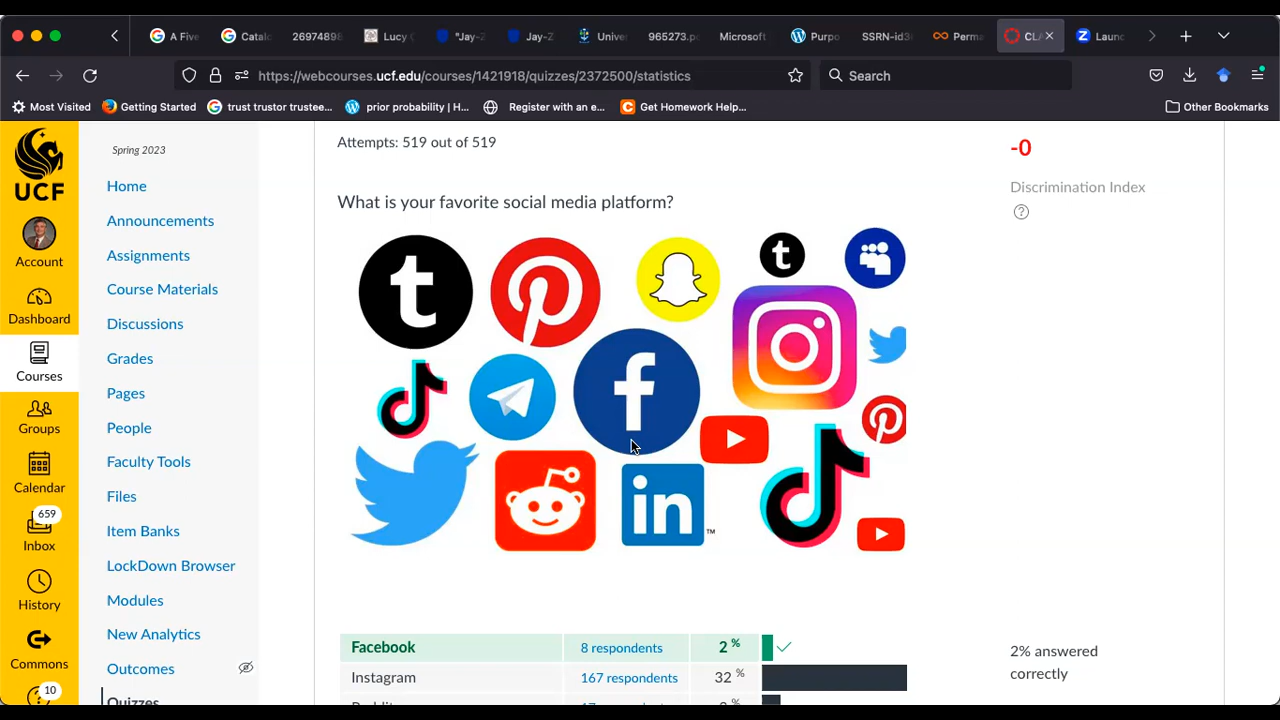 A Five
Catalo
26974898
Lucy (
"Jay-Z
Jay-Z
Univer
965273.pc
Microsoft
Purpo
SSRN-id3
Perma
CLA
Launc
https://webcourses.ucf.edu/courses/1421918/quizzes/2372500/statistics
Search
Most Visited
Getting Started
trust trustor trustee...
prior probability | H...
Register with an e...
Get Homework Help...
Other Bookmarks
UCF
Account
Dashboard
Courses
Groups
Calendar
659
Inbox
History
Commons
10
Spring 2023
Home
Announcements
Assignments
Course Materials
Discussions
Grades
Pages
People
Faculty Tools
Files
Item Banks
LockDown Browser
Modules
New Analytics
Outcomes
Quizzes
Attempts: 519 out of 519
-0
Discrimination Index
?
What is your favorite social media platform?
t
t
f
in
TM
Facebook 8 respondents 2 %
Instagram 167 respondents 32 %
2% answered
correctly